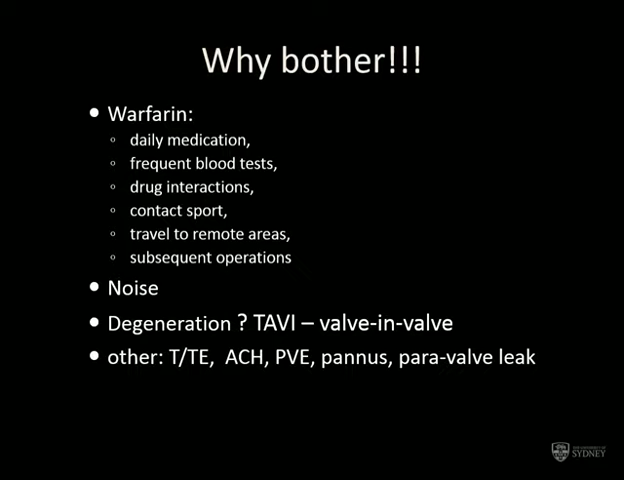 Why bother!!!
• Warfarin:
◦ daily medication,
◦ frequent blood tests,
◦ drug interactions,
◦ contact sport,
◦ travel to remote areas,
◦ subsequent operations
• Noise
• Degeneration ? TAVI – valve-in-valve
• other: T/TE, ACH, PVE, pannus, para-valve leak
SYDNEY